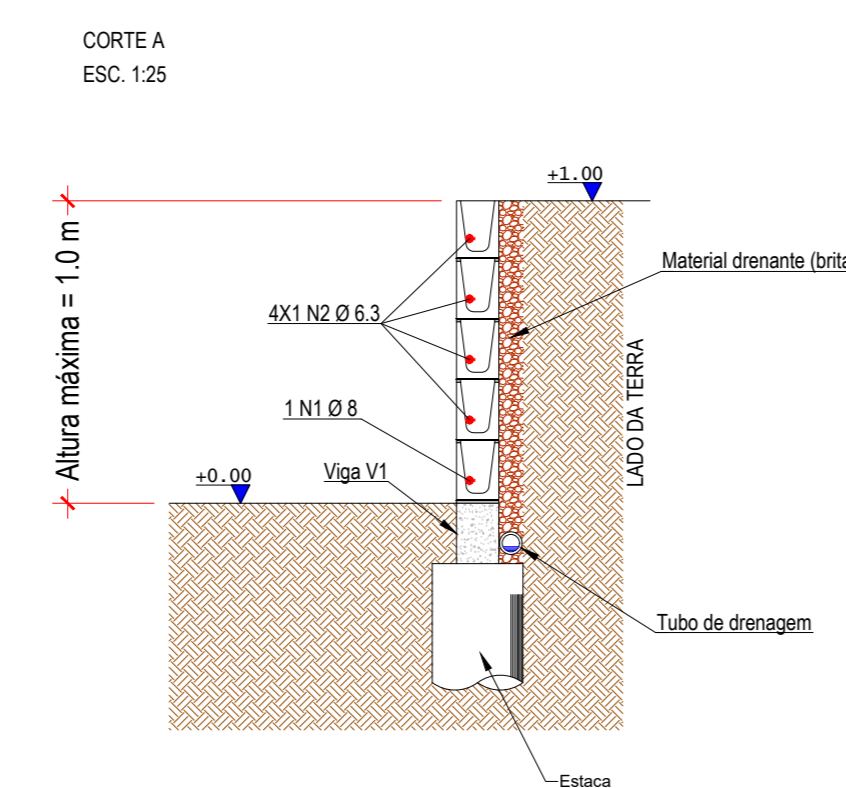 CORTE A
ESC. 1:25
+1.00
Altura máxima = 1.0 m
Material drenante (brita
4X1 N2 Ø 6.3
LADO DA TERRA
1 N1 Ø 8
Viga V1
+0.00
Tubo de drenagem
Estaca